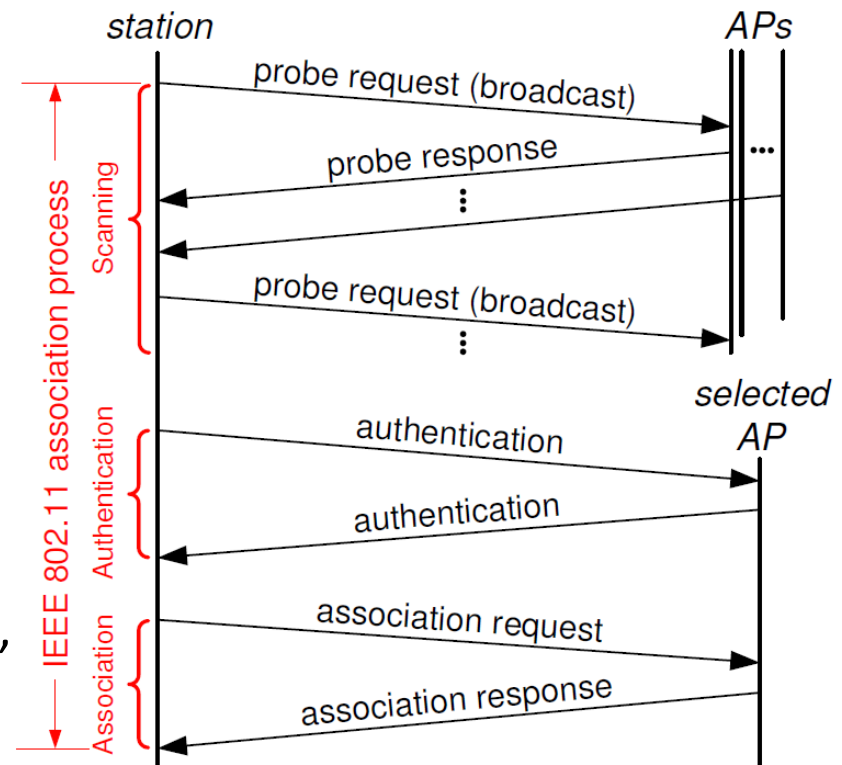 station
APs
probe request (broadcast)
probe response
...
probe request (broadcast)
Scanning
IEEE 802.11 association process
selected
AP
authentication
authentication
Authentication
association request
association response
Association
,